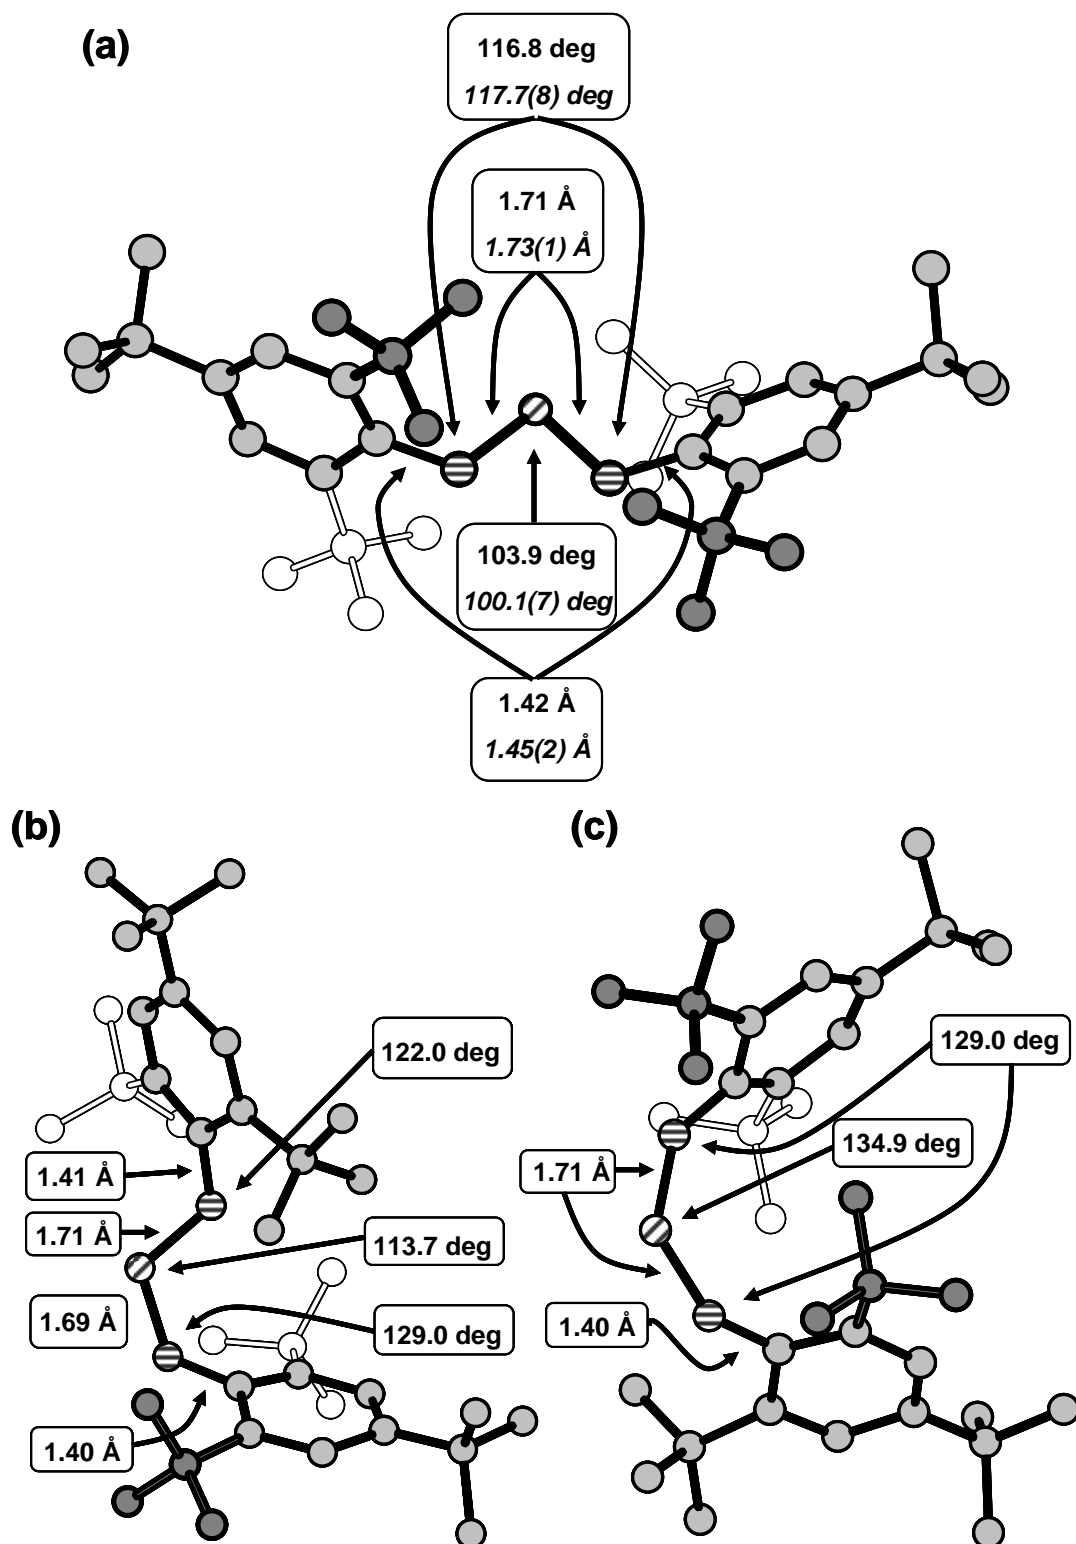 (a)
116.8 deg
117.7(8) deg
1.71 Å
1.73(1) Å
103.9 deg
100.1(7) deg
1.42 Å
1.45(2) Å
(b)
(c)
122.0 deg
129.0 deg
134.9 deg
1.41 Å
1.71 Å
1.71 Å
113.7 deg
1.69 Å
129.0 deg
1.40 Å
1.40 Å